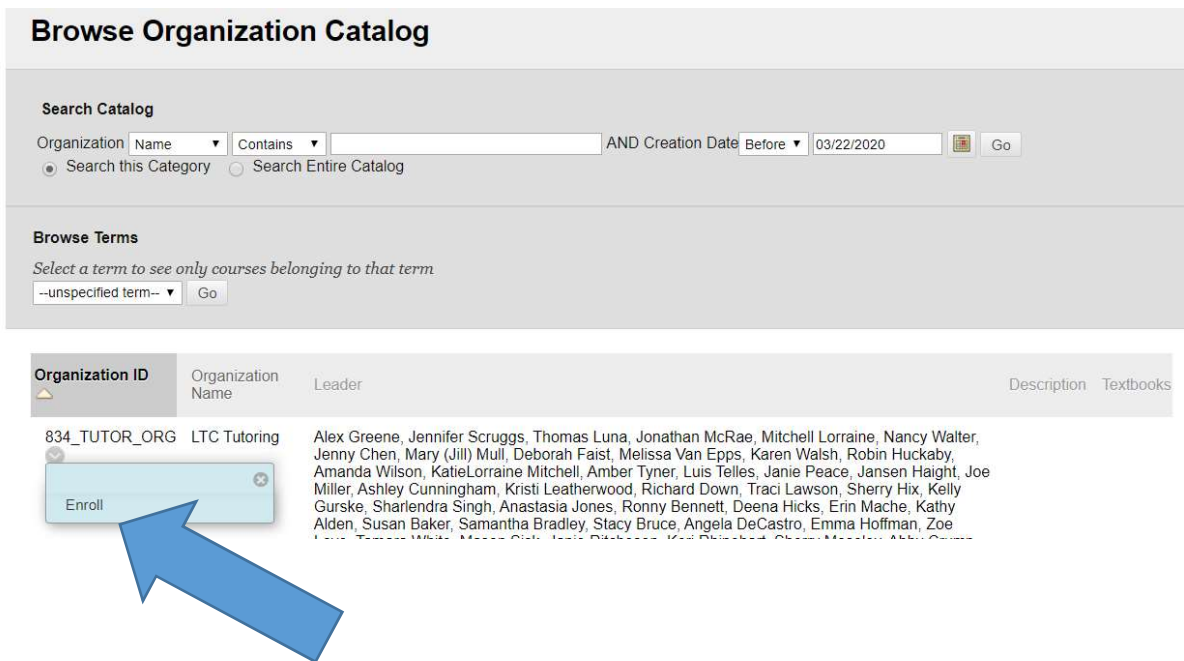 Browse Organization Catalog
Search Catalog
Organization Name Contains AND Creation Date Before 03/22/2020 Go
Search this Category Search Entire Catalog
Browse Terms
Select a term to see only courses belonging to that term
--unspecified term-- Go
Organization ID Organization Name Leader Description Textbooks
834_TUTOR_ORG LTC Tutoring Alex Greene, Jennifer Scruggs, Thomas Luna, Jonathan McRae, Mitchell Lorraine, Nancy Walter,
Jenny Chen, Mary (Jill) Mull, Deborah Faist, Melissa Van Epps, Karen Walsh, Robin Huckaby,
Amanda Wilson, KatieLorraine Mitchell, Amber Tyner, Luis Telles, Janie Peace, Jansen Haight, Joe
Miller, Ashley Cunningham, Kristi Leatherwood, Richard Down, Traci Lawson, Sherry Hix, Kelly
Enroll Gurske, Sharlendra Singh, Anastasia Jones, Ronny Bennett, Deena Hicks, Erin Mache, Kathy
Alden, Susan Baker, Samantha Bradley, Stacy Bruce, Angela DeCastro, Emma Hoffman, Zoe